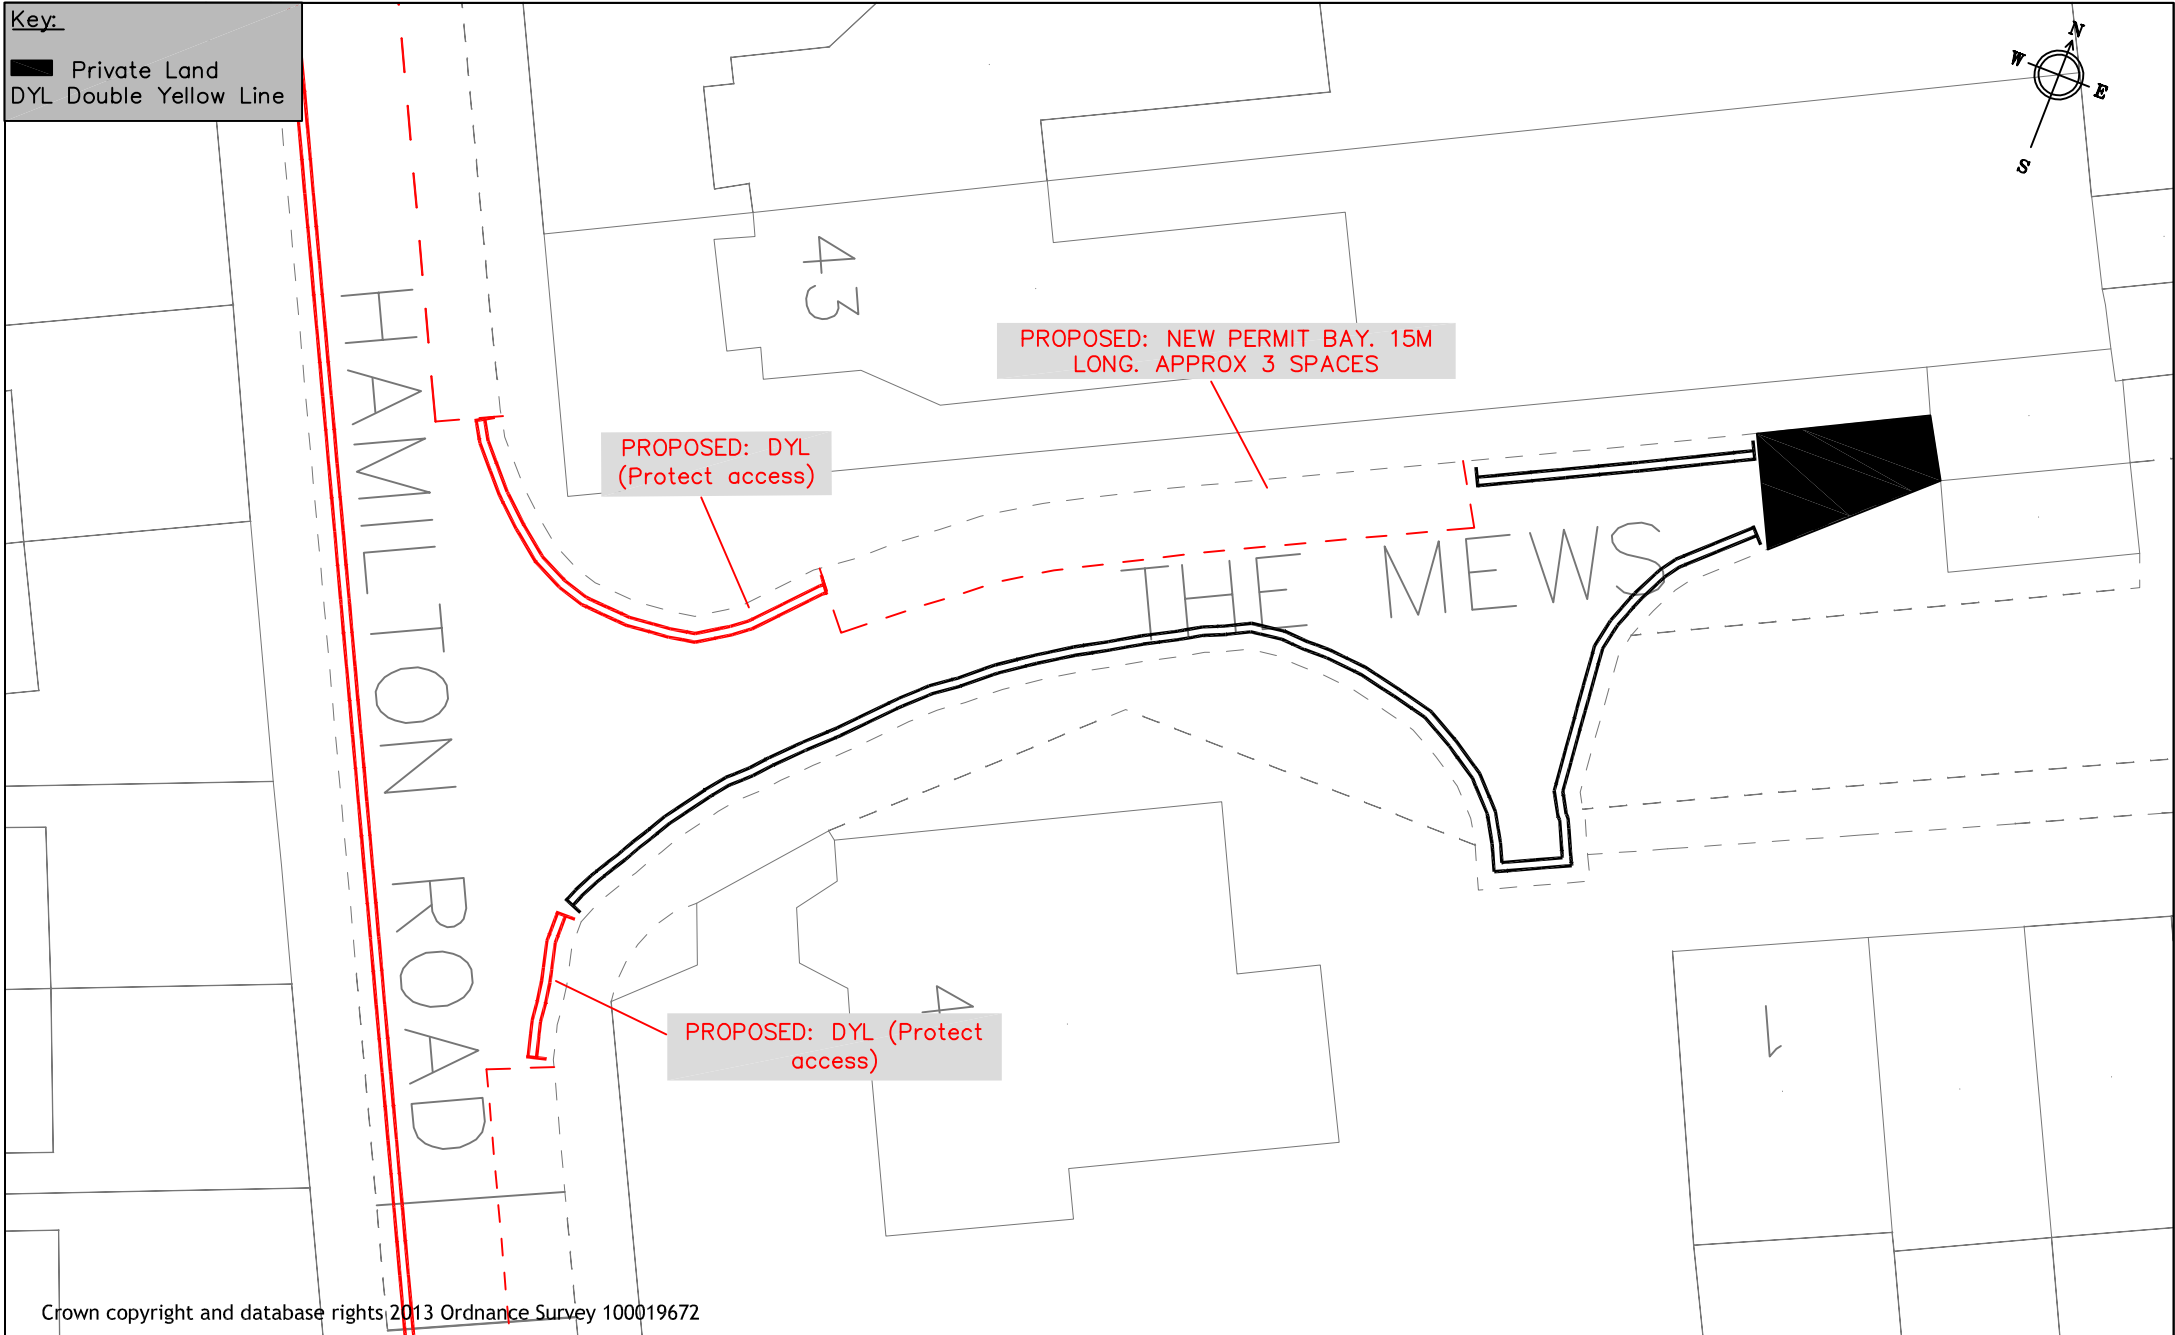 Key:
Private Land
DYL Double Yellow Line
N
W
E
S
43
PROPOSED: NEW PERMIT BAY. 15M
LONG. APPROX 3 SPACES
PROPOSED: DYL
(Protect access)
HAMILTON ROAD
THE MEWS
4
PROPOSED: DYL (Protect
access)
1
Crown copyright and database rights 2013 Ordnance Survey 100019672